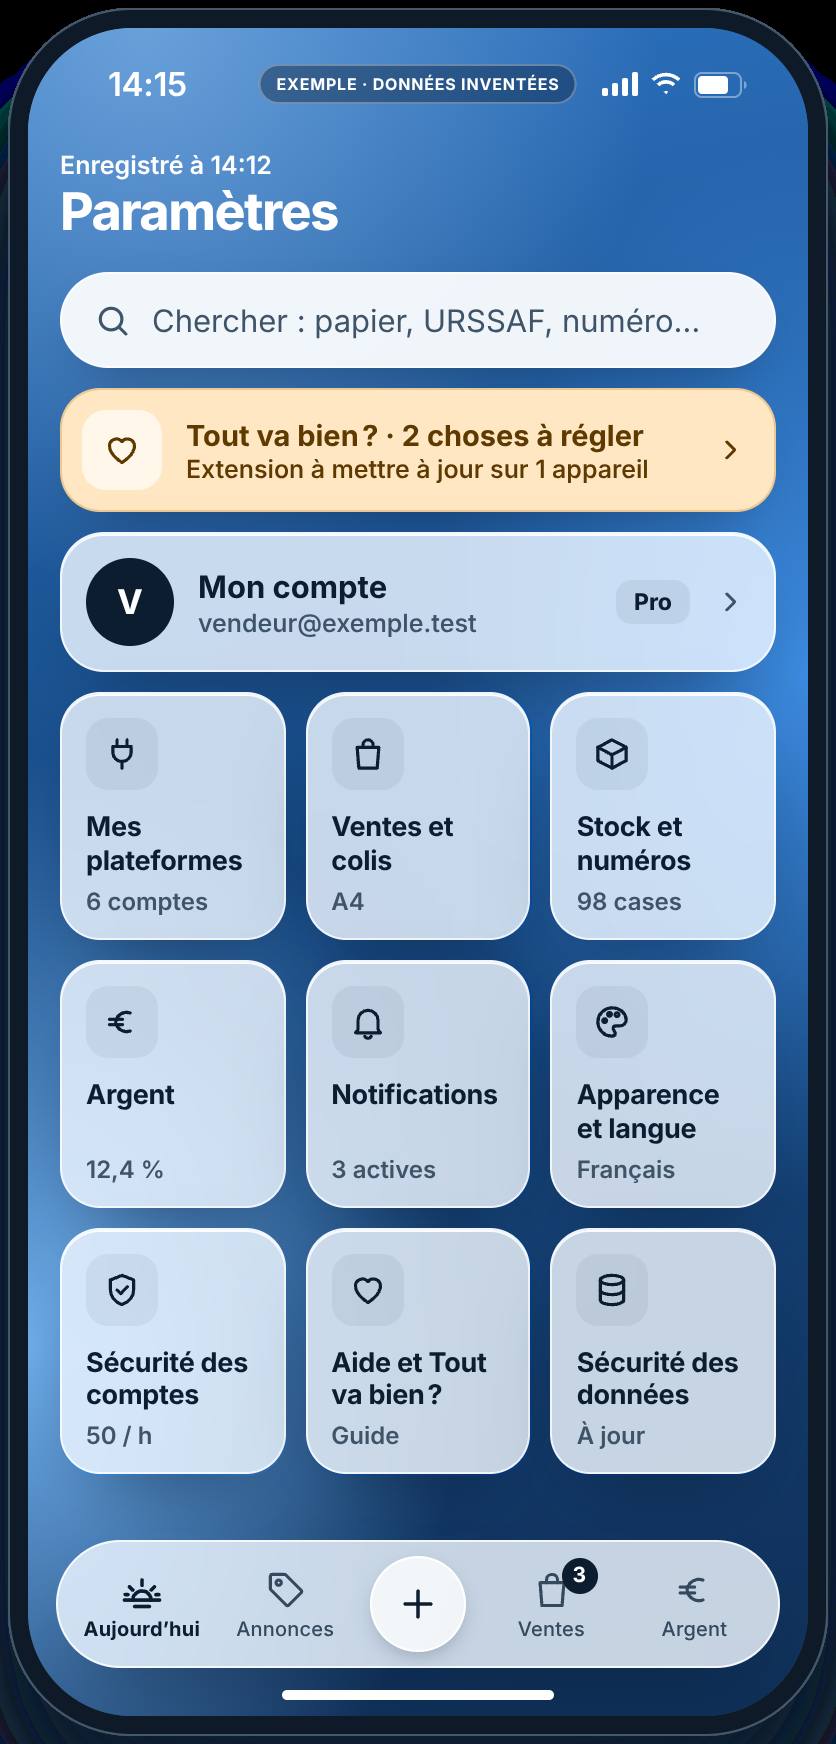 14:15
EXEMPLE · DONNÉES INVENTÉES
Enregistré à 14:12
Paramètres
Chercher : papier, URSSAF, numéro…
Tout va bien ? · 2 choses à régler
Extension à mettre à jour sur 1 appareil
V
Mon compte
vendeur@exemple.test
Pro
Mes
plateformes
6 comptes
Ventes et
colis
A4
Stock et
numéros
98 cases
Argent
12,4 %
Notifications
3 actives
Apparence
et langue
Français
Sécurité des
comptes
50 / h
Aide et Tout
va bien ?
Guide
Sécurité des
données
À jour
Aujourd’hui
Annonces
3
Ventes
Argent